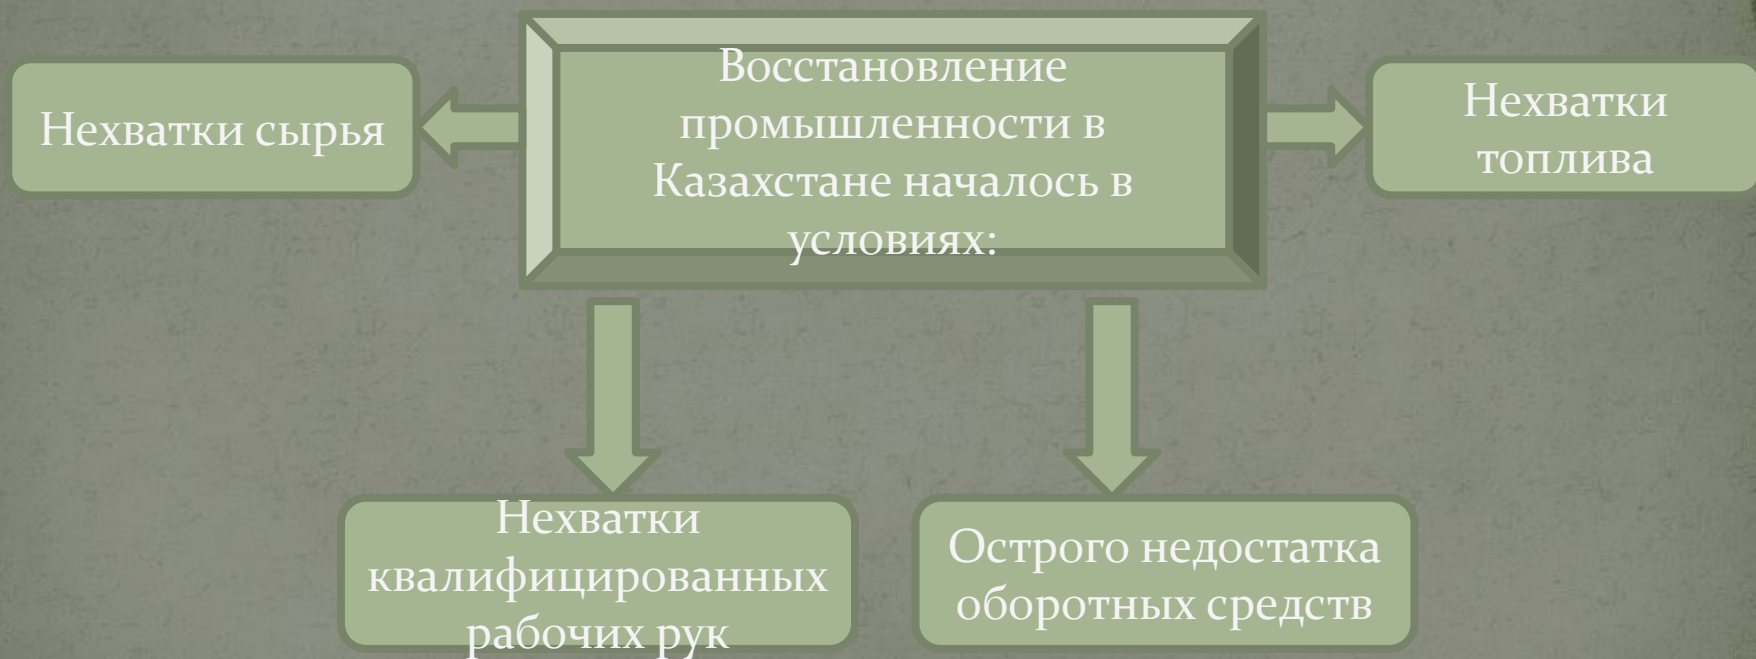 Восстановление
промышленности в
Казахстане началось в
условиях:
Нехватки сырья
Нехватки
топлива
Нехватки
квалифицированных
рабочих рук
Острого недостатка
оборотных средств